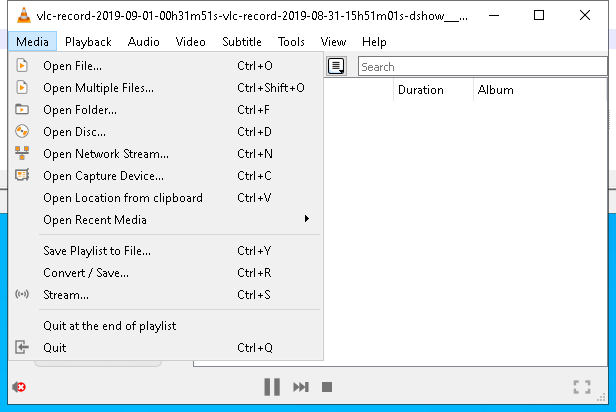 vlc-record-2019-09-01-00h31m51s-vlc-record-2019-08-31-15h51m01s-dshow__...
Media Playback Audio Video Subtitle Tools View Help
Open File... Ctrl+O
Search
Open Multiple Files... Ctrl+Shift+O
Duration Album
Open Folder... Ctrl+F
Open Disc... Ctrl+D
Open Network Stream... Ctrl+N
Open Capture Device... Ctrl+C
Open Location from clipboard Ctrl+V
Open Recent Media
Save Playlist to File... Ctrl+Y
Convert / Save... Ctrl+R
Stream... Ctrl+S
Quit at the end of playlist
Quit Ctrl+Q